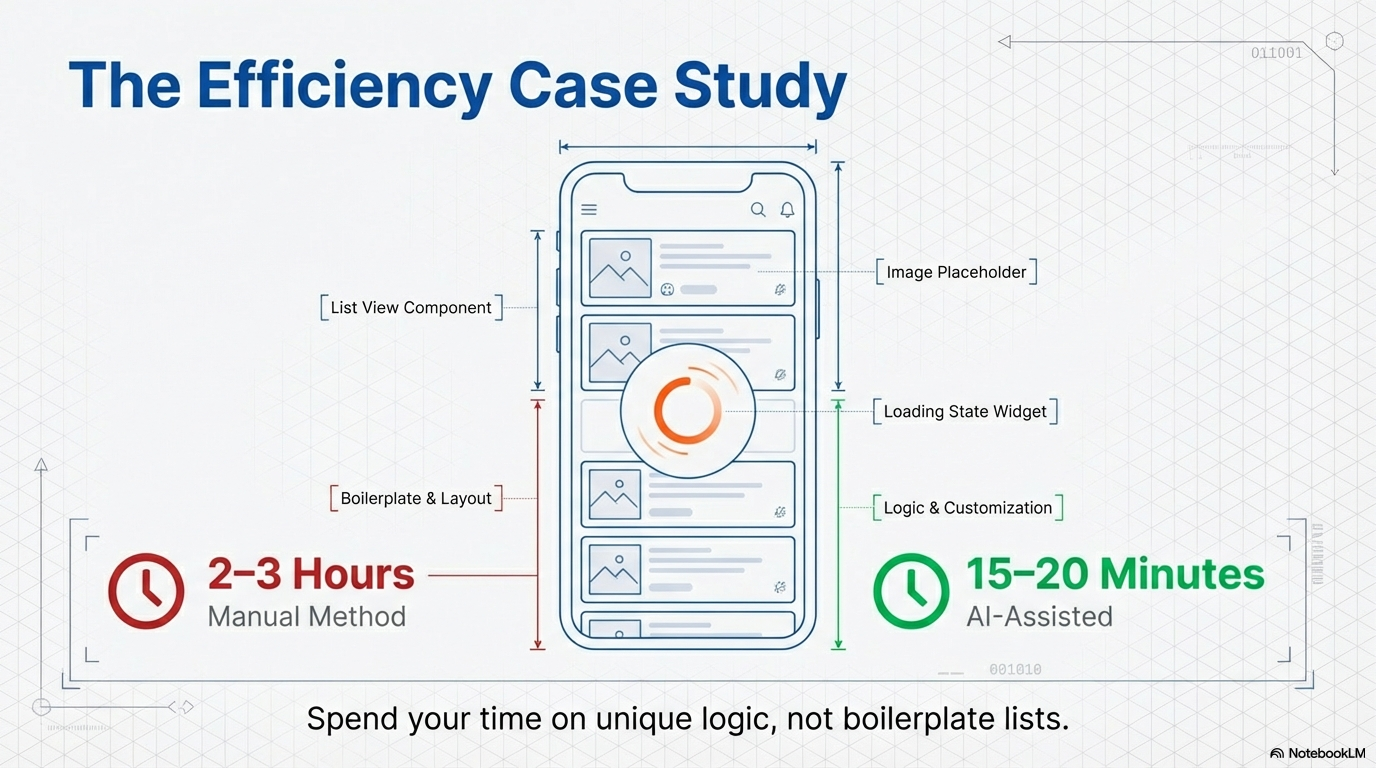 The Efficiency Case Study
011001
Image Placeholder
List View Component
Loading State Widget
Boilerplate & Layout
Logic & Customization
2–3 Hours
Manual Method
15–20 Minutes
AI-Assisted
001010
Spend your time on unique logic, not boilerplate lists.
NotebookLM